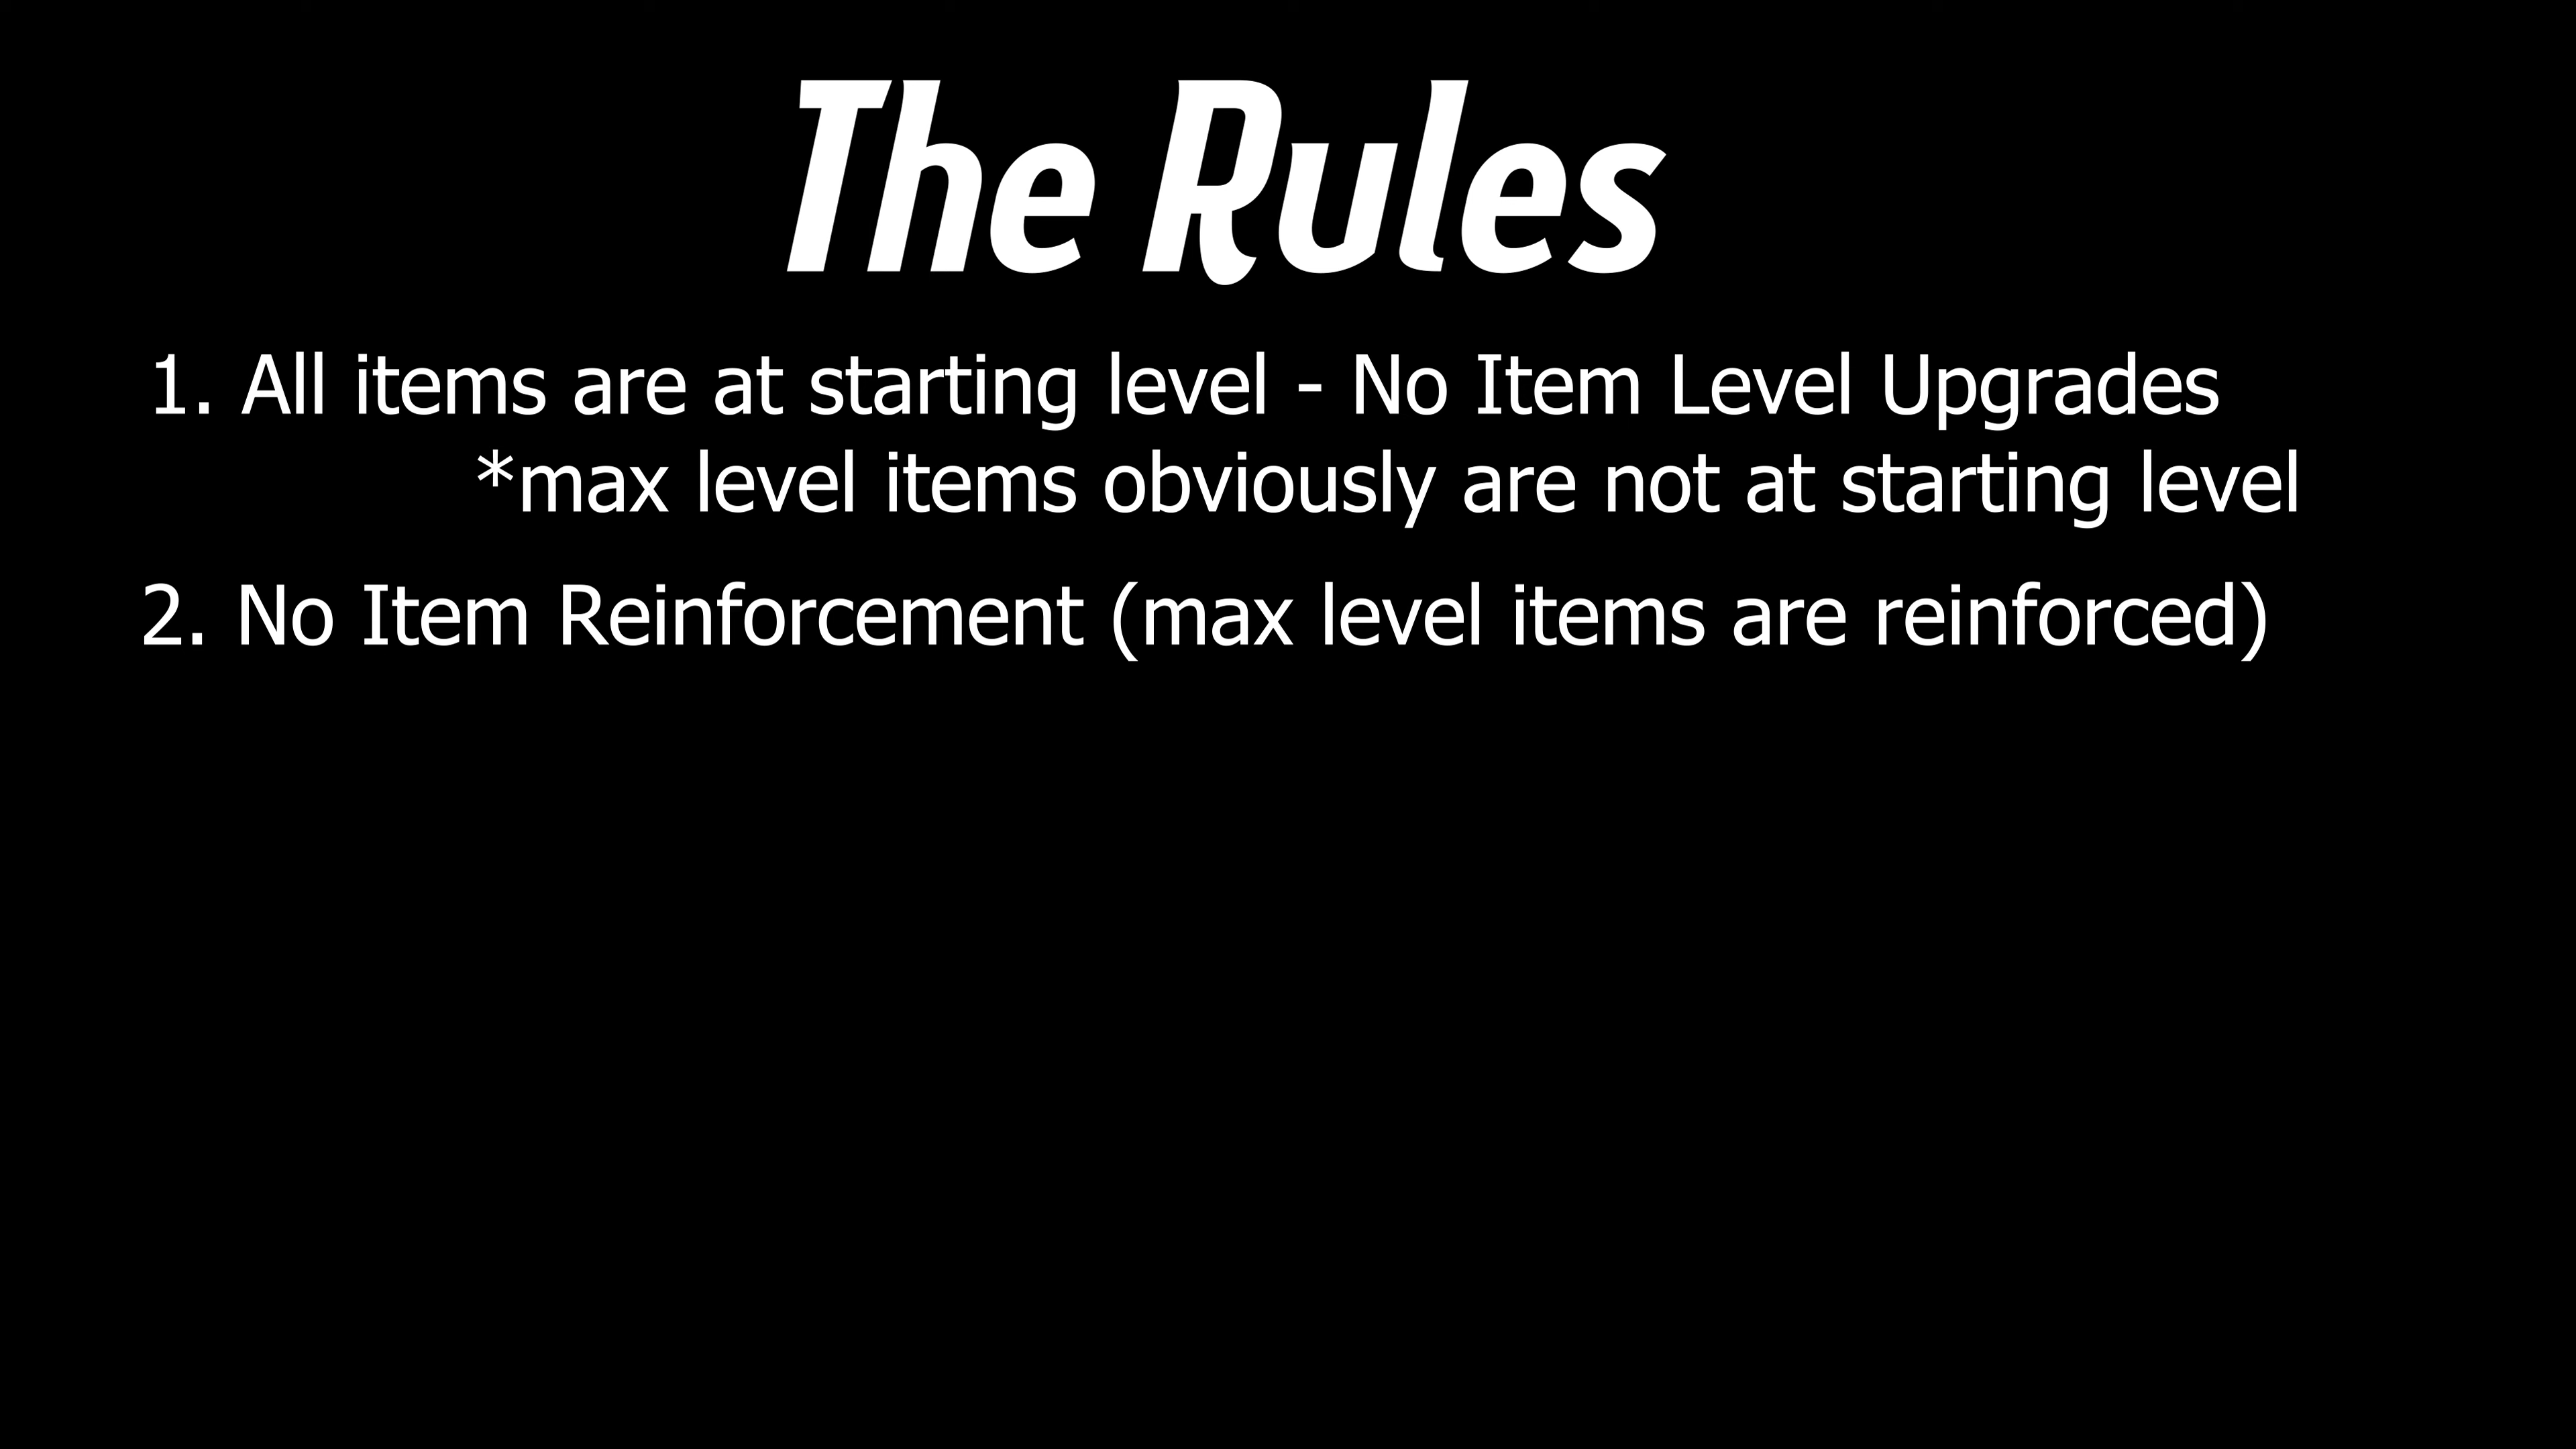 The Rules
1. All items are at starting level - No Item Level Upgrades
*max level items obviously are not at starting level
2. No Item Reinforcement (max level items are reinforced)